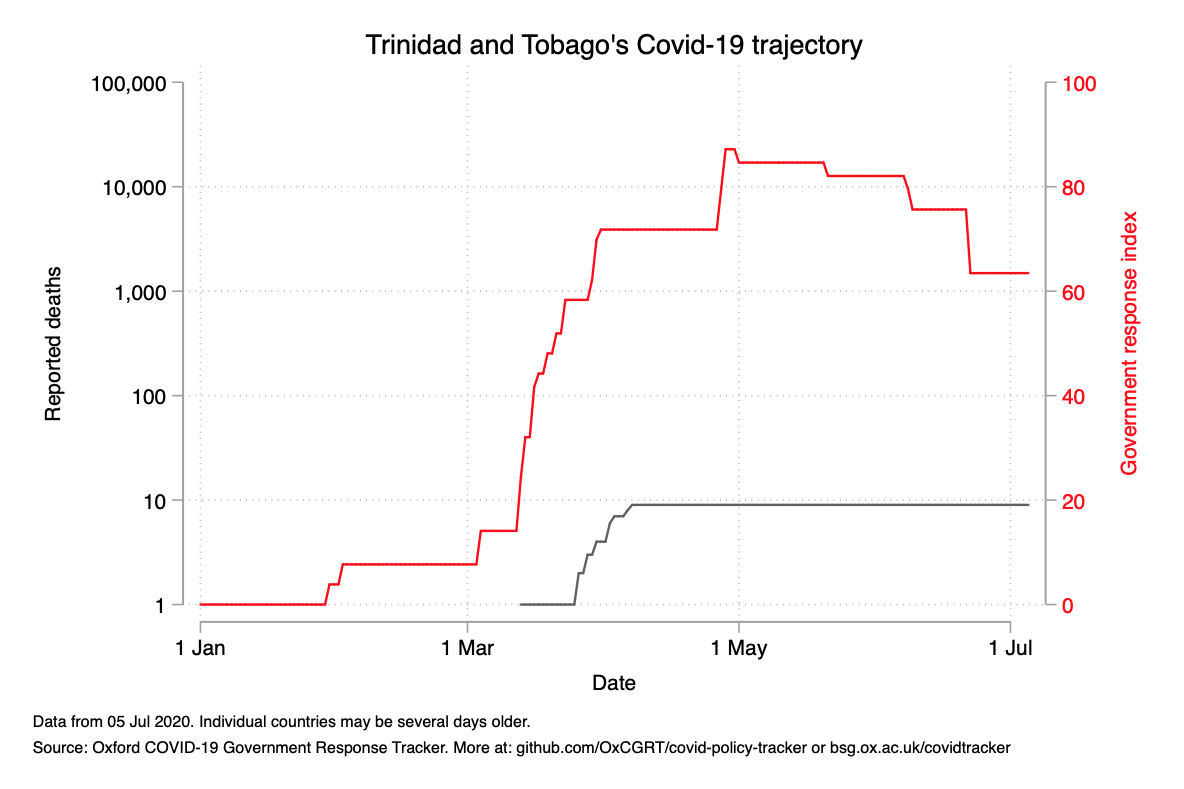 Trinidad and Tobago's Covid-19 trajectory
100,000
10,000
1,000
100
10
1
Reported deaths
100
80
60
40
20
0
Government response index
1 Jan
1 Mar
1 May
1 Jul
Date
Data from 05 Jul 2020. Individual countries may be several days older.
Source: Oxford COVID-19 Government Response Tracker. More at: github.com/OxCGRT/covid-policy-tracker or bsg.ox.ac.uk/covidtracker